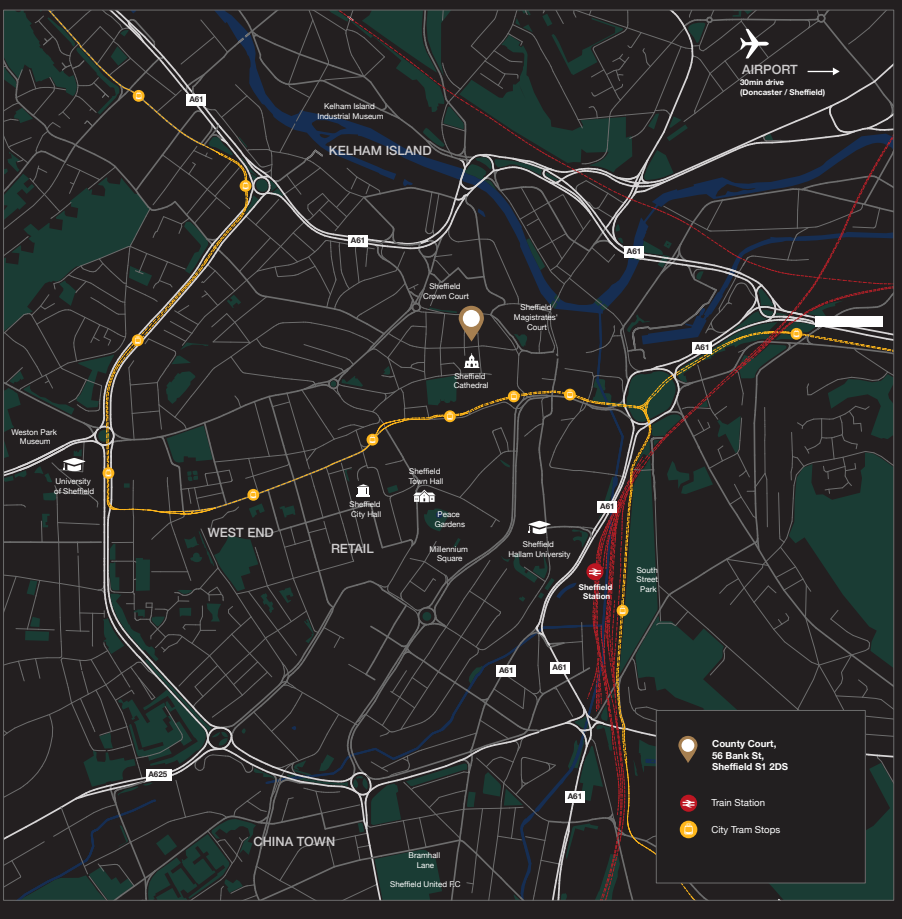 AIRPORT
30min drive
(Doncaster / Sheffield)
A61
Kelham Island
Industrial Museum
KELHAM ISLAND
A61
A61
Sheffield
Crown Court
Sheffield
Magistrates'
Court
A61
Sheffield
Cathedral
Weston Park
Museum
University
of Sheffield
Sheffield
Town Hall
Sheffield
City Hall
Peace
Gardens
A61
WEST END
RETAIL
Millennium
Square
Sheffield
Hallam University
Sheffield
Station
South
Street
Park
A61
A61
County Court,
56 Bank St,
Sheffield S1 2DS
Train Station
City Tram Stops
A625
A61
CHINA TOWN
Bramhall
Lane
Sheffield United FC